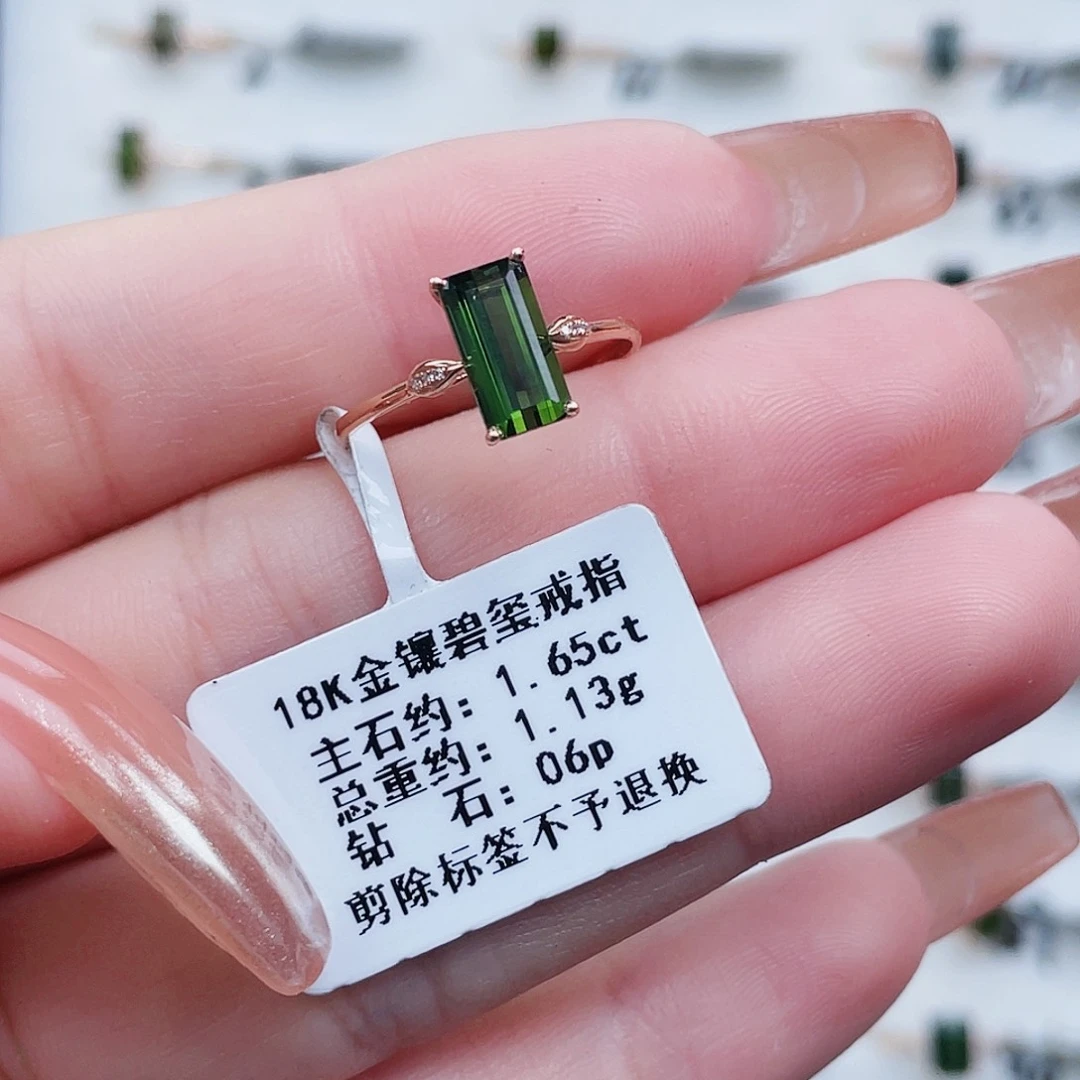 18K金镶碧玺戒指
主石约: 1.65ct
总重约: 1.13g
钻 石: 06p
剪除标签不予退换